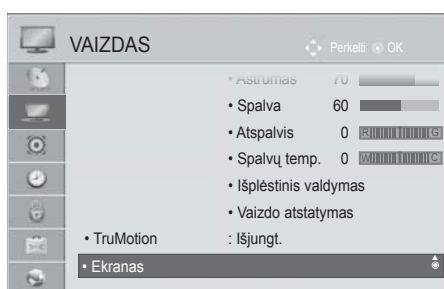 VAIZDAS
Perkelti OK
• Aštrumas 70
• Spalva 60
• Atspalvis 0 R G
• Spalvų temp. 0 W C
• Išplėstinis valdymas
• Vaizdo atstatymas
• TruMotion : Išjungt.
• Ekranas